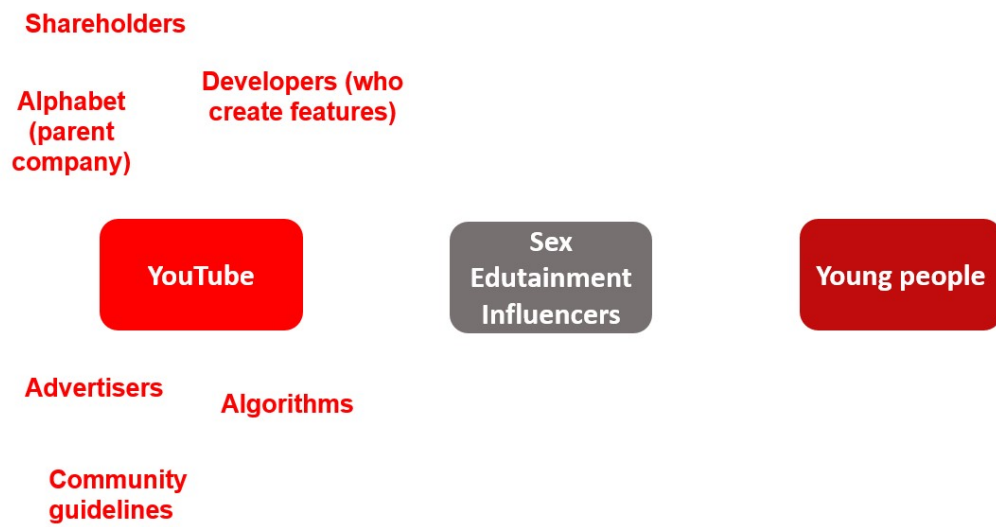 Shareholders
Developers (who
create features)
Alphabet
(parent
company)
YouTube
Sex
Edutainment
Influencers
Young people
Advertisers
Algorithms
Community
guidelines